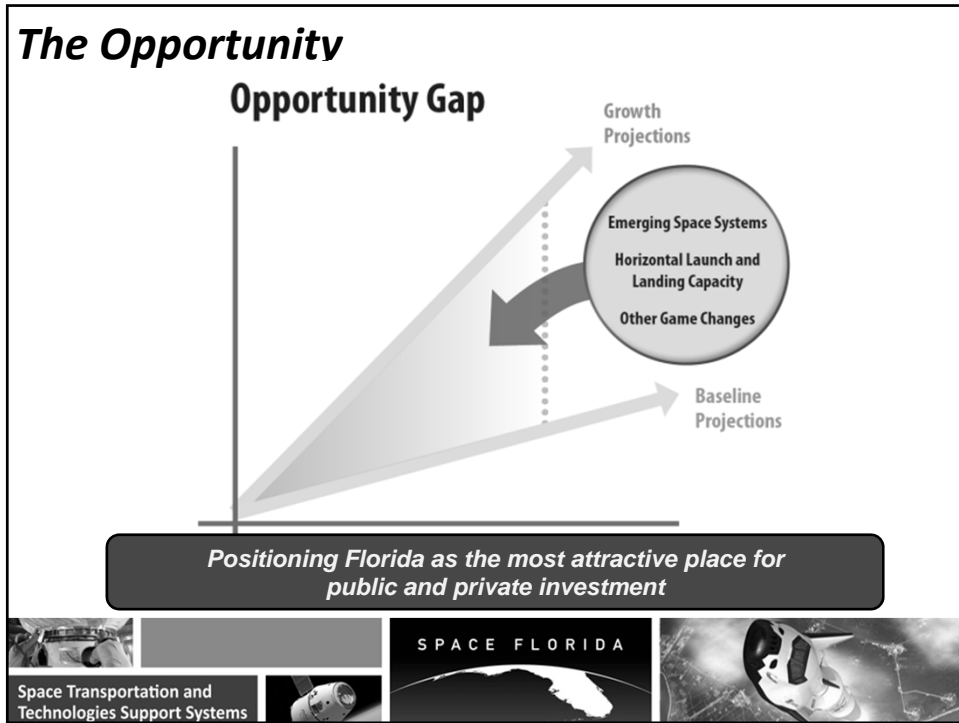 The Opportunity
Opportunity Gap
Growth
Projections
Emerging Space Systems
Horizontal Launch and
Landing Capacity
Other Game Changes
Baseline
Projections
Positioning Florida as the most attractive place for
public and private investment
SPACE FLORIDA
Space Transportation and
Technologies Support Systems